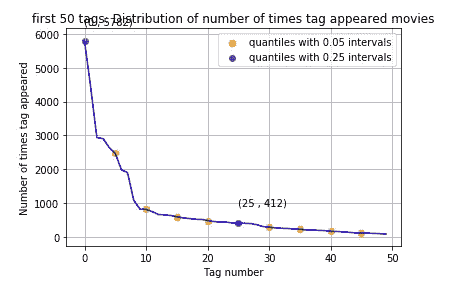 first 50 tags: Distribution of number of times tag appeared movies
(0 , 5782)
quantiles with 0.05 intervals
quantiles with 0.25 intervals
6000
5000
4000
3000
2000
1000
0
Number of times tag appeared
(25 , 412)
0 10 20 30 40 50
Tag number